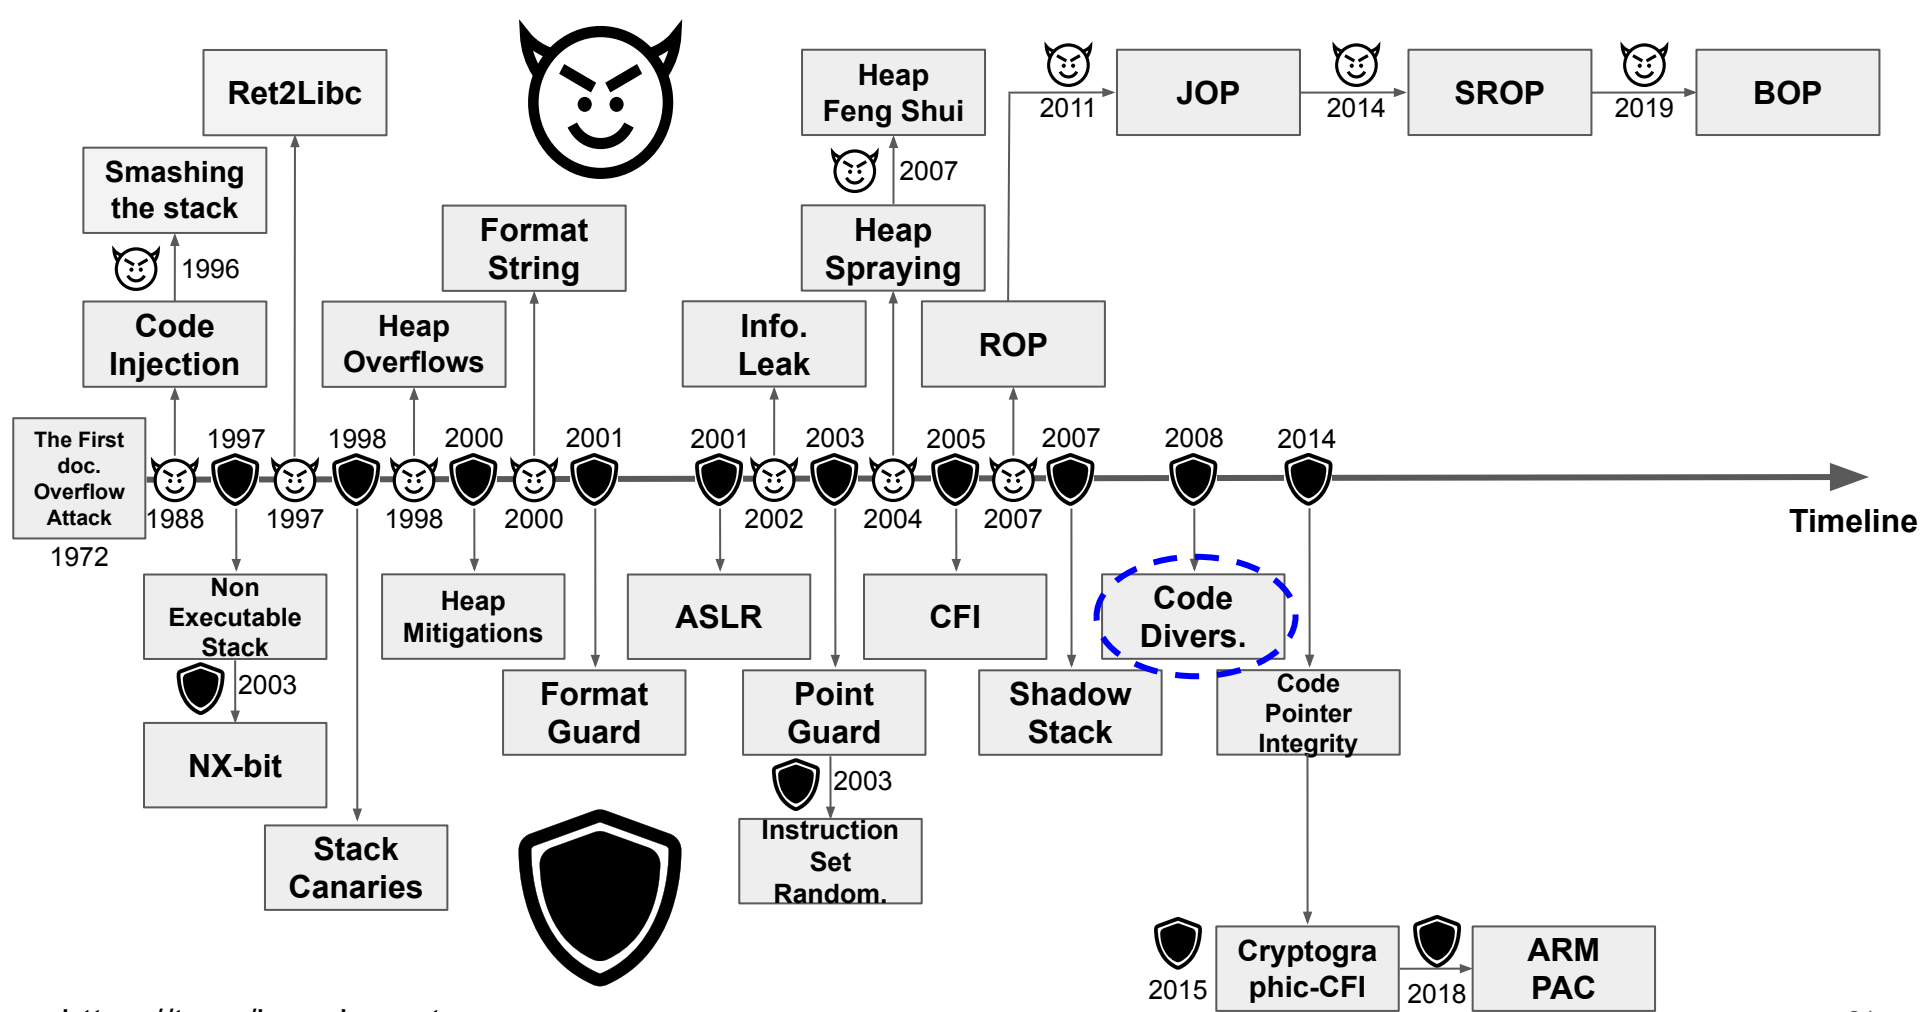 Ret2Libc
Heap
Feng Shui
2011
JOP
2014
SROP
2019
BOP
Smashing
the stack
2007
1996
Format
String
Heap
Spraying
Code
Injection
Heap
Overflows
Info.
Leak
ROP
The First
doc.
Overflow
Attack
1972
1997
1998
2000
2001
2001
2003
2005
2007
2008
2014
1988
1997
1998
2000
2002
2004
2007
Timeline
Non
Executable
Stack
Heap
Mitigations
ASLR
CFI
Code
Divers.
2003
Format
Guard
Point
Guard
Shadow
Stack
Code
Pointer
Integrity
NX-bit
2003
Stack
Canaries
Instruction
Set
Random.
2015
Cryptogra
phic-CFI
2018
ARM
PAC